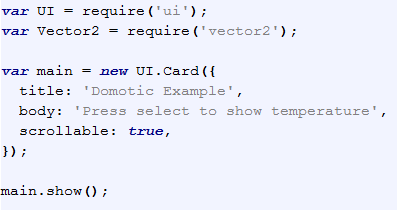 var UI = require('ui');
var Vector2 = require('vector2');
var main = new UI.Card({
title: 'Domotic Example',
body: 'Press select to show temperature',
scrollable: true,
});
main.show();